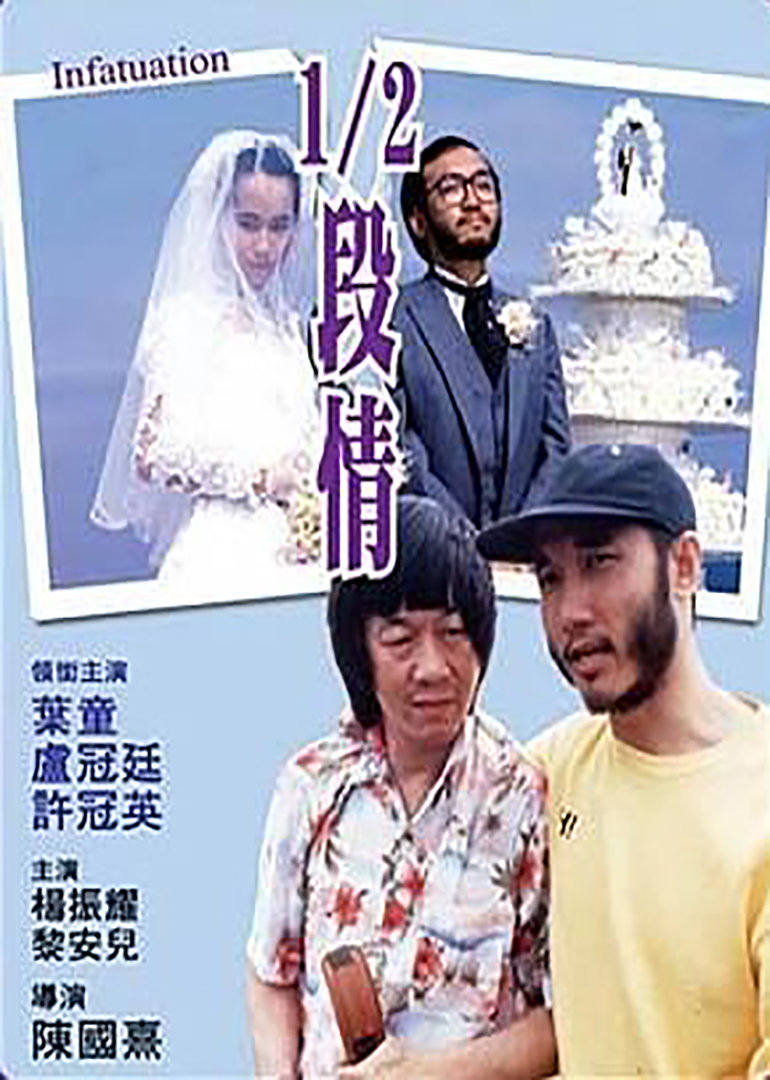 Infatuation
1/2
段
情
領銜主演
葉童
盧冠廷
許冠英
主演
楊振耀
黎安兒
導演
陳國熹